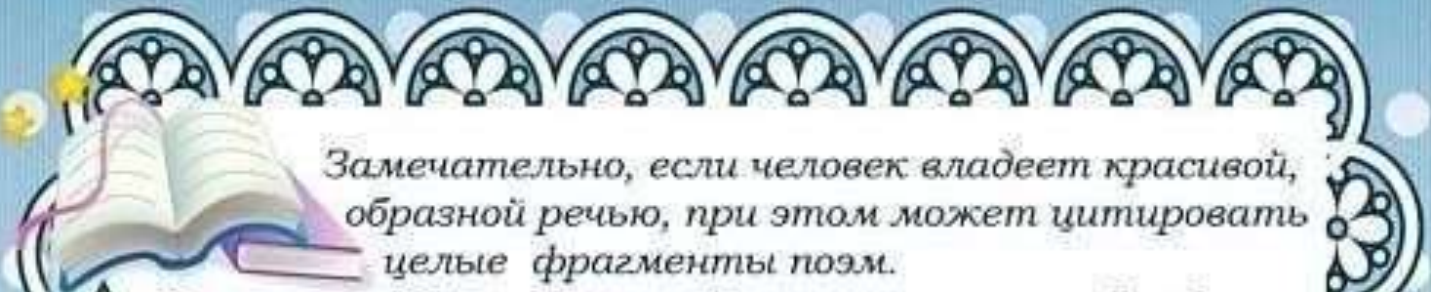 Замечательно, если человек владеет красивой,
образной речью, при этом может цитировать
целые фрагменты поэм.